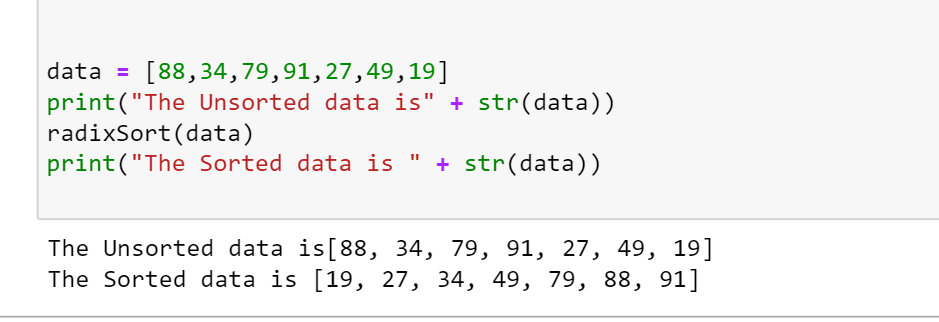 data = [88,34,79,91,27,49,19]
print("The Unsorted data is" + str(data))
radixSort(data)
print("The Sorted data is " + str(data))
The Unsorted data is[88, 34, 79, 91, 27, 49, 19]
The Sorted data is [19, 27, 34, 49, 79, 88, 91]